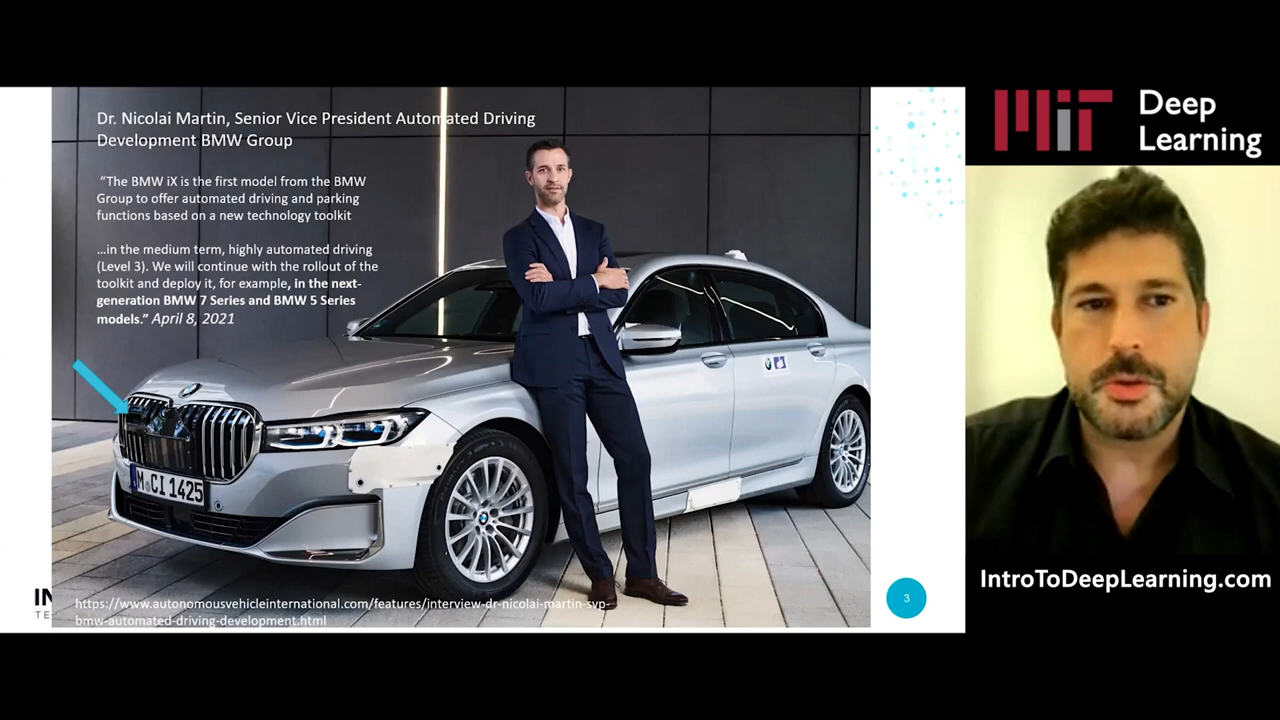 Dr. Nicolai Martin, Senior Vice President Automated Driving
Development BMW Group
“The BMW iX is the first model from the BMW
Group to offer automated driving and parking
functions based on a new technology toolkit
…in the medium term, highly automated driving
(Level 3). We will continue with the rollout of the
toolkit and deploy it, for example, in the next-
generation BMW 7 Series and BMW 5 Series
models.” April 8, 2021
M CI 1425
IN
TE
https://www.autonomousvehicleinternational.com/features/interview-dr-nicolai-martin-svp-
bmw-automated-driving-development.html
3
MIT
Deep
Learning
IntroToDeepLearning.com